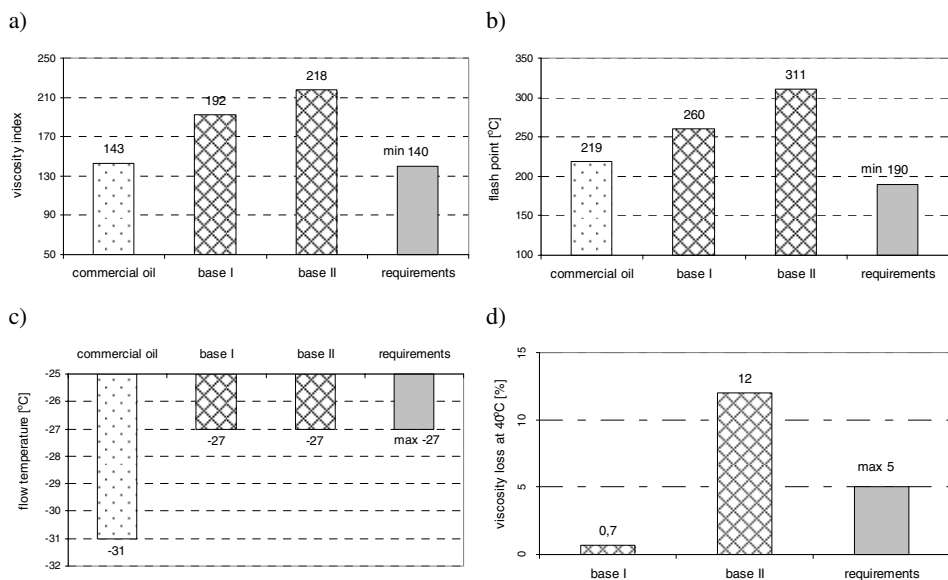 a)
250
210
170
130
90
50
viscosity index
143
192
218
min 140
commercial oil base I base II requirements
b)
350
300
250
200
150
100
flash point [°C]
219
260
311
min 190
commercial oil base I base II requirements
c)
commercial oil base I base II requirements
-25
-26
-27
-28
-29
-30
-31
-32
flow temperature [°C]
-31
-27
-27
max -27
d)
15
10
5
0
viscosity loss at 40°C [%]
0,7
12
max 5
base I base II requirements